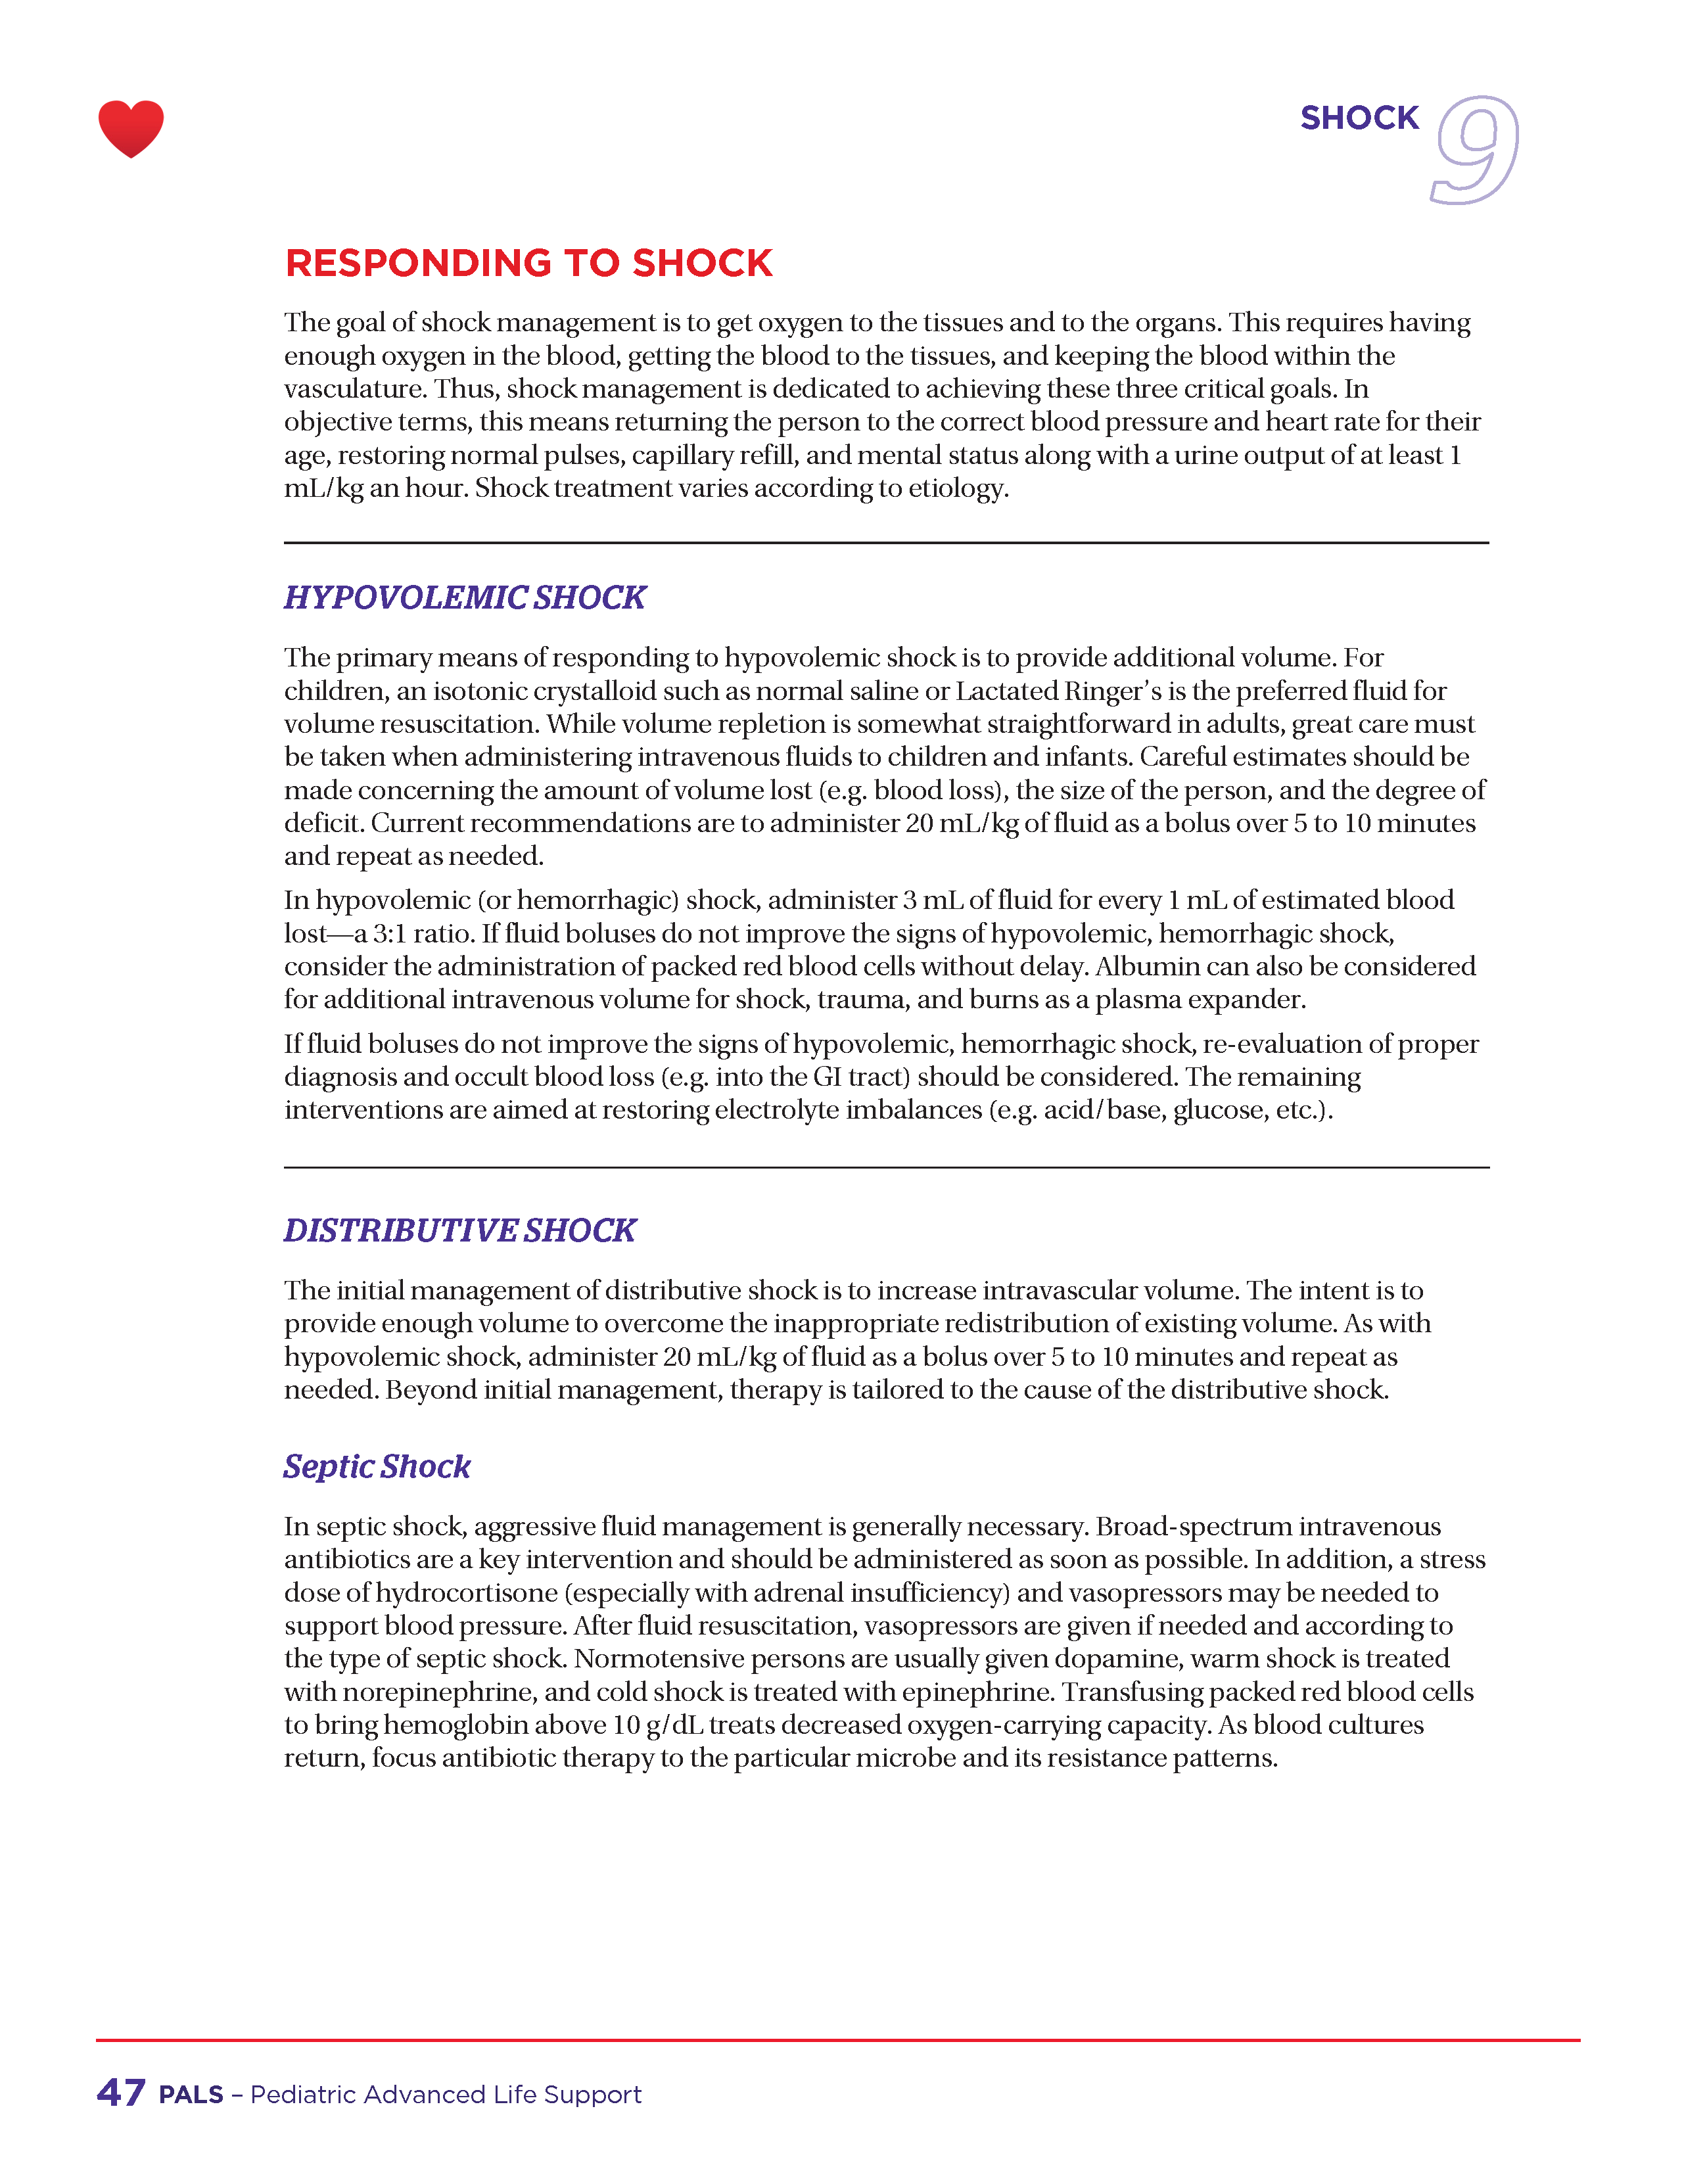 SHOCK 9
RESPONDING TO SHOCK
The goal of shock management is to get oxygen to the tissues and to the organs. This requires having
enough oxygen in the blood, getting the blood to the tissues, and keeping the blood within the
vasculature. Thus, shock management is dedicated to achieving these three critical goals. In
objective terms, this means returning the person to the correct blood pressure and heart rate for their
age, restoring normal pulses, capillary refill, and mental status along with a urine output of at least 1
mL/kg an hour. Shock treatment varies according to etiology.
HYPOVOLEMIC SHOCK
The primary means of responding to hypovolemic shock is to provide additional volume. For
children, an isotonic crystalloid such as normal saline or Lactated Ringer’s is the preferred fluid for
volume resuscitation. While volume repletion is somewhat straightforward in adults, great care must
be taken when administering intravenous fluids to children and infants. Careful estimates should be
made concerning the amount of volume lost (e.g. blood loss), the size of the person, and the degree of
deficit. Current recommendations are to administer 20 mL/kg of fluid as a bolus over 5 to 10 minutes
and repeat as needed.
In hypovolemic (or hemorrhagic) shock, administer 3 mL of fluid for every 1 mL of estimated blood
lost—a 3:1 ratio. If fluid boluses do not improve the signs of hypovolemic, hemorrhagic shock,
consider the administration of packed red blood cells without delay. Albumin can also be considered
for additional intravenous volume for shock, trauma, and burns as a plasma expander.
If fluid boluses do not improve the signs of hypovolemic, hemorrhagic shock, re-evaluation of proper
diagnosis and occult blood loss (e.g. into the GI tract) should be considered. The remaining
interventions are aimed at restoring electrolyte imbalances (e.g. acid/base, glucose, etc.).
DISTRIBUTIVE SHOCK
The initial management of distributive shock is to increase intravascular volume. The intent is to
provide enough volume to overcome the inappropriate redistribution of existing volume. As with
hypovolemic shock, administer 20 mL/kg of fluid as a bolus over 5 to 10 minutes and repeat as
needed. Beyond initial management, therapy is tailored to the cause of the distributive shock.
Septic Shock
In septic shock, aggressive fluid management is generally necessary. Broad-spectrum intravenous
antibiotics are a key intervention and should be administered as soon as possible. In addition, a stress
dose of hydrocortisone (especially with adrenal insufficiency) and vasopressors may be needed to
support blood pressure. After fluid resuscitation, vasopressors are given if needed and according to
the type of septic shock. Normotensive persons are usually given dopamine, warm shock is treated
with norepinephrine, and cold shock is treated with epinephrine. Transfusing packed red blood cells
to bring hemoglobin above 10 g/dL treats decreased oxygen-carrying capacity. As blood cultures
return, focus antibiotic therapy to the particular microbe and its resistance patterns.
47 PALS – Pediatric Advanced Life Support